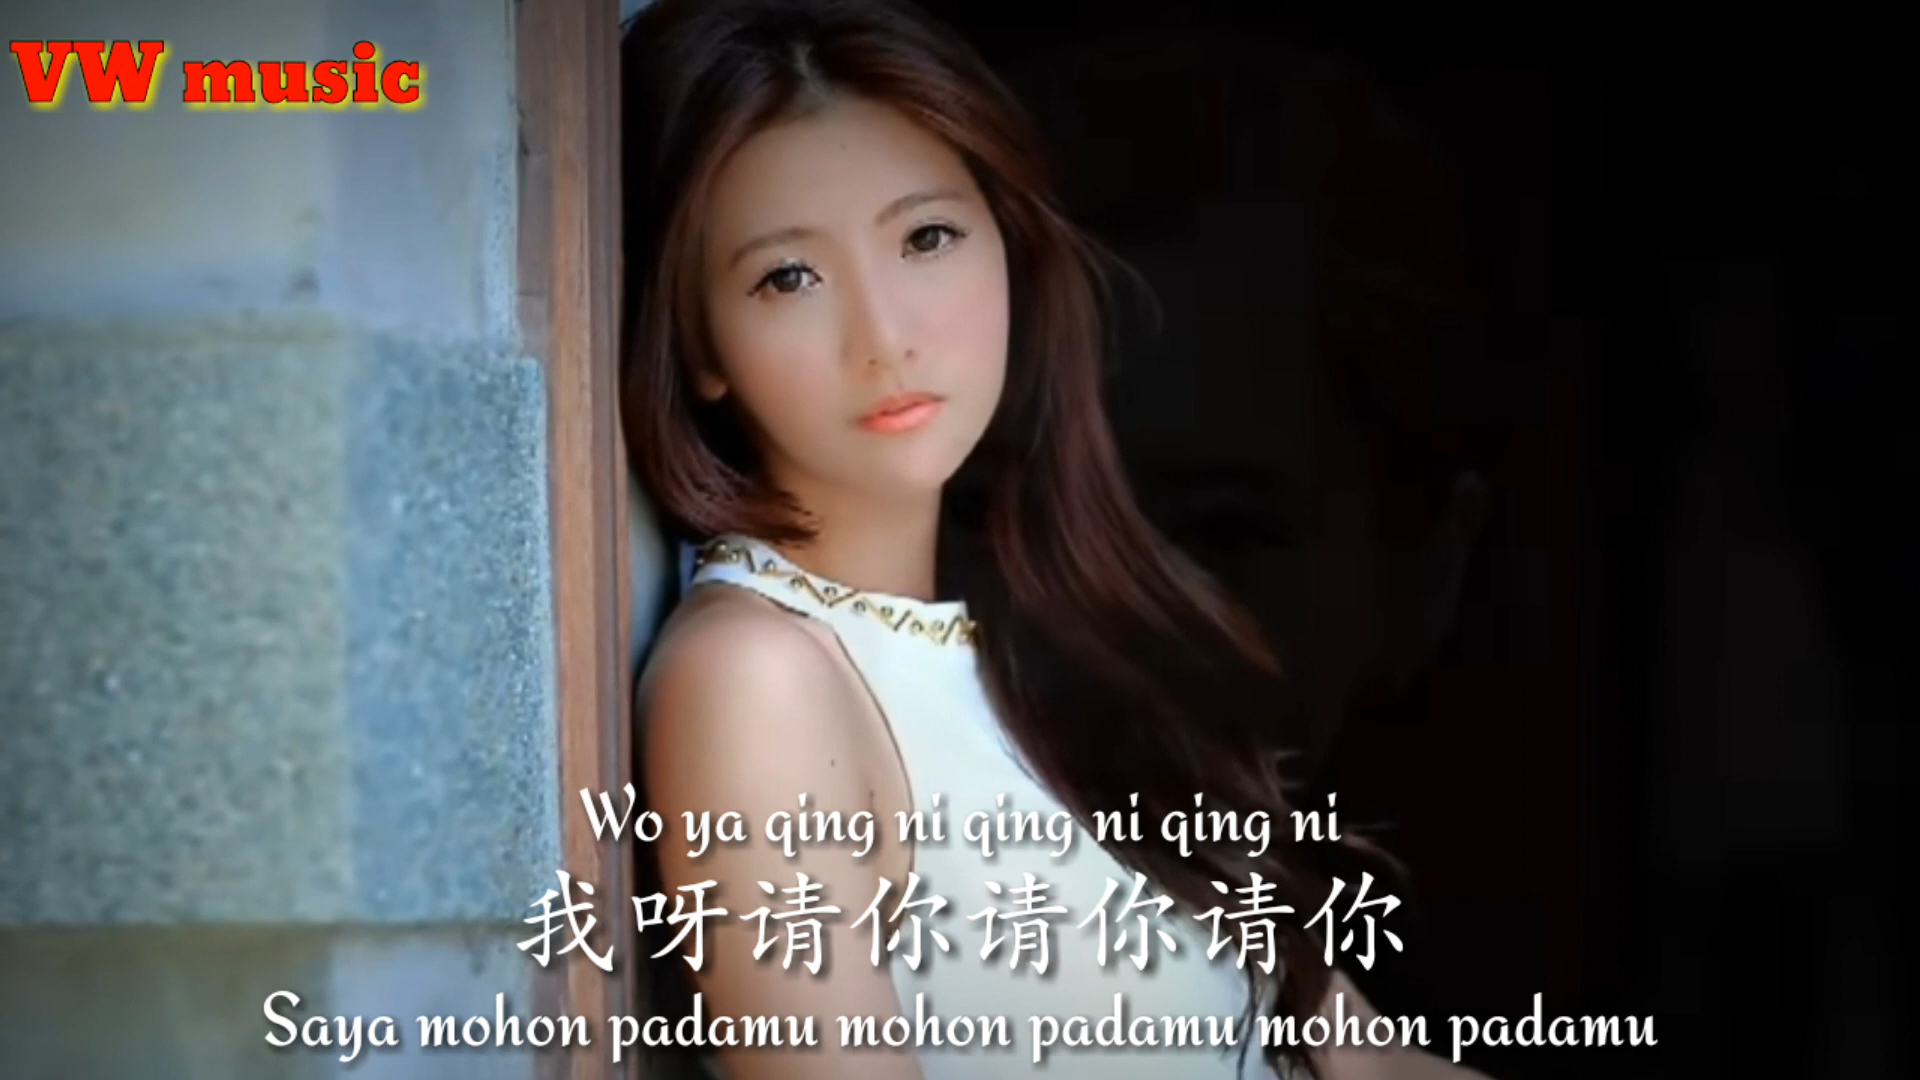 VW music
Wo ya qing ni qing ni qing ni
我呀请你请你请你
Saya mohon padamu mohon padamu mohon padamu